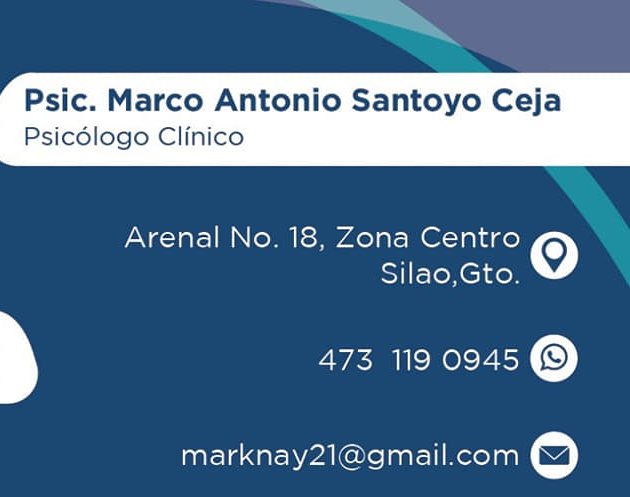 Psic. Marco Antonio Santoyo Ceja
Psicólogo Clínico
Arenal No. 18, Zona Centro
Silao,Gto.
473 119 0945
marknay21@gmail.com